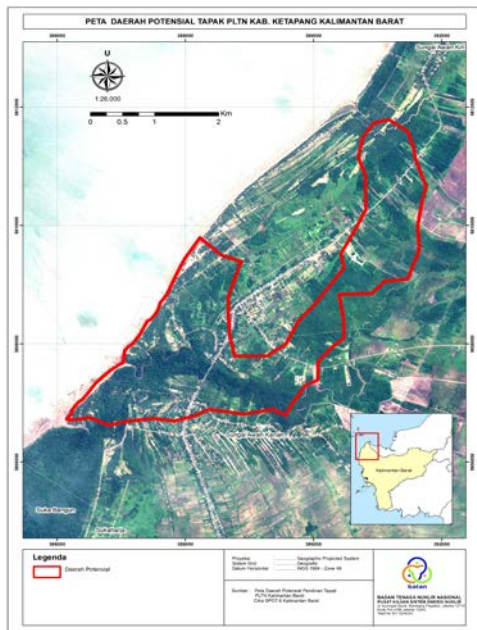 PETA DAERAH POTENSIAL TAPAK PLTN KAB. KETAPANG KALIMANTAN BARAT
Sungai Awan Kiri
U
1:26,000
Km
0 0.5 1 2
Sungai Awan Kanan
Suka Bangun
Sukaharja
Kalimantan Barat
Legenda
Daerah Potensial
Proyeksi Geographic Projected System
Sistem Grid Geografis
Datum Horisontal WGS 1984 - Zone 49
Sumber: Peta Daerah Potensial Pemilihan Tapak
PLTN Kalimantan Barat
Citra SPOT 6 Kalimantan Barat
batan
BADAN TENAGA NUKLIR NASIONAL
PUSAT KAJIAN SISTEM ENERGI NUKLIR